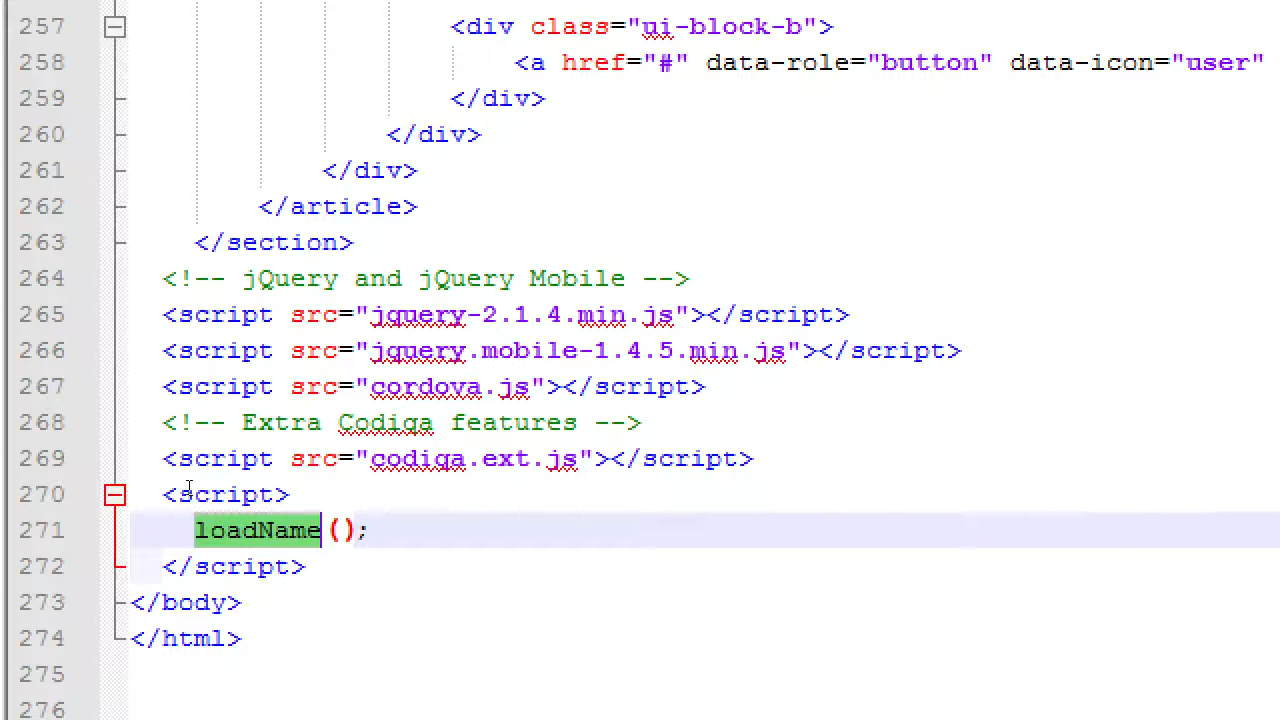 257 <div class="ui-block-b">
258 <a href="#" data-role="button" data-icon="user"
259 </div>
260 </div>
261 </div>
262 </article>
263 </section>
264 <!-- jQuery and jQuery Mobile -->
265 <script src="jquery-2.1.4.min.js"></script>
266 <script src="jquery.mobile-1.4.5.min.js"></script>
267 <script src="cordova.js"></script>
268 <!-- Extra Codiqa features -->
269 <script src="codiqa.ext.js"></script>
270 <script>
271 loadName();
272 </script>
273 </body>
274 </html>
275
276